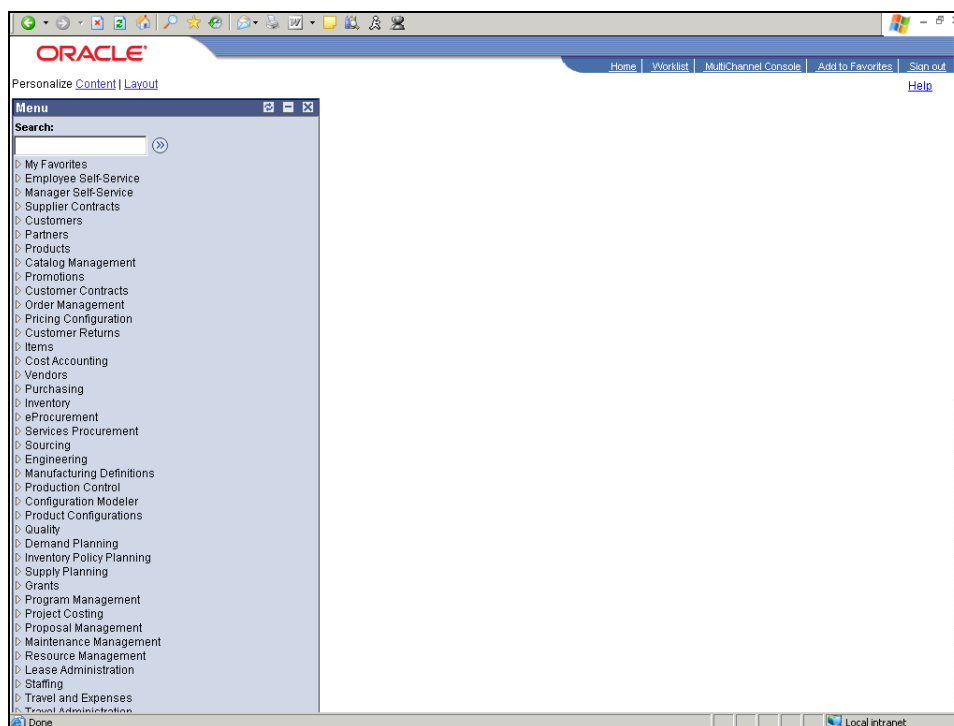 ORACLE
Home | Worklist | MultiChannel Console | Add to Favorites | Sign out
Personalize Content | Layout
Help
Menu
Search:
My Favorites
Employee Self-Service
Manager Self-Service
Supplier Contracts
Customers
Partners
Products
Catalog Management
Promotions
Customer Contracts
Order Management
Pricing Configuration
Customer Returns
Items
Cost Accounting
Vendors
Purchasing
Inventory
eProcurement
Services Procurement
Sourcing
Engineering
Manufacturing Definitions
Production Control
Configuration Modeler
Product Configurations
Quality
Demand Planning
Inventory Policy Planning
Supply Planning
Grants
Program Management
Project Costing
Proposal Management
Maintenance Management
Resource Management
Lease Administration
Staffing
Travel and Expenses
Travel Administration
Done
Local intranet